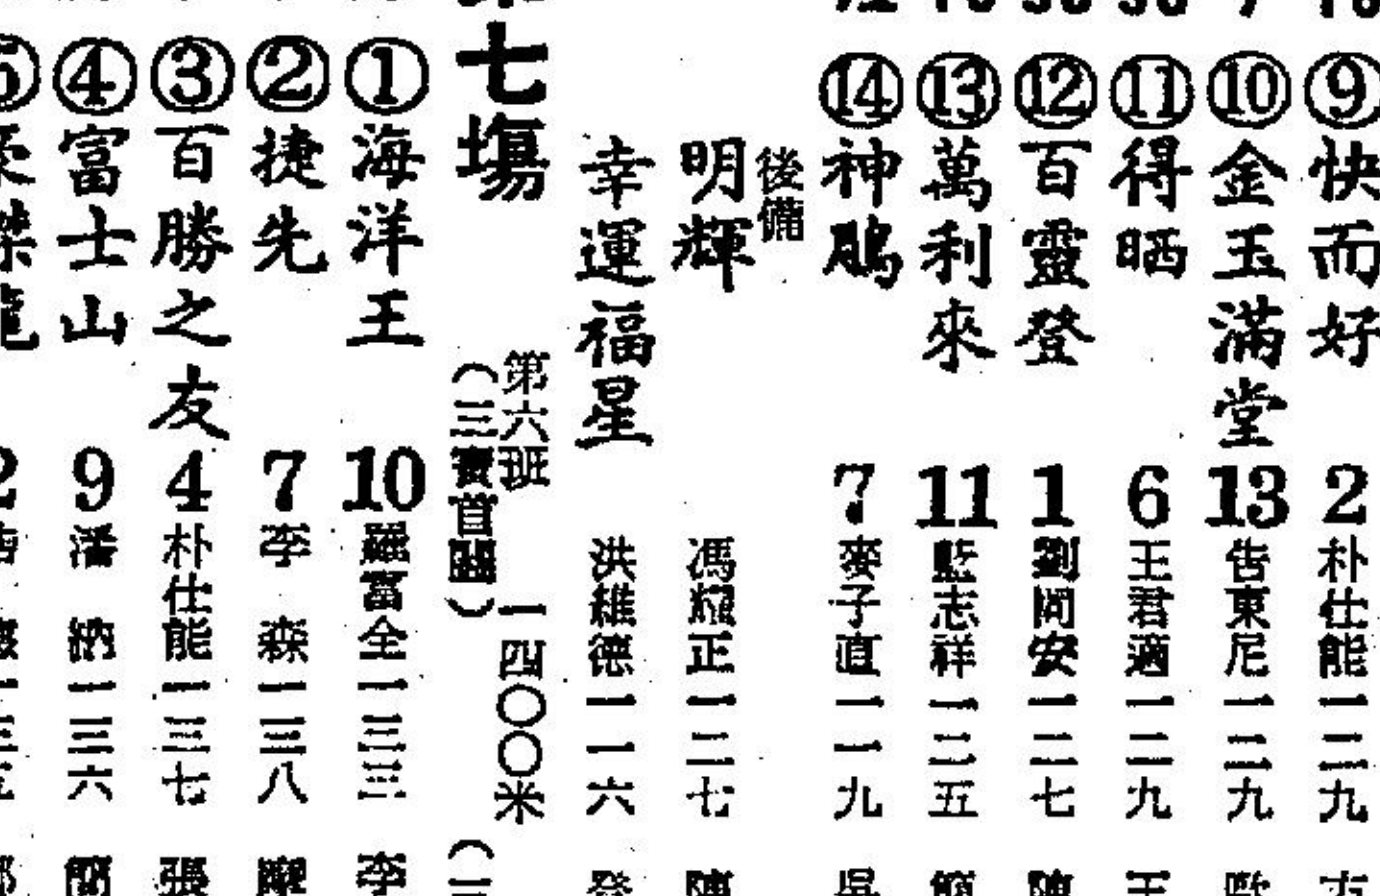 ⑨快而好 2 朴仕能 一二九
⑩金玉滿堂 13 告東尼 一二九
⑪得晒 6 王君適 一二九
⑫百靈登 1 劉岡安 一二七
⑬萬利來 11 藍志祥 一二五
⑭神鵰 7 麥子直 一一九
後備
明輝 馮耀正 一二七 陳
幸運福星 洪維德 一一六
第七場
第六班 一四〇〇米
(三寶首關)
①海洋王 10 羅富全 一三三 李
②捷先 7 李森 一三八
③百勝之友 4 朴仕能 一三七 張
④富士山 9 潘納 一三六 簡